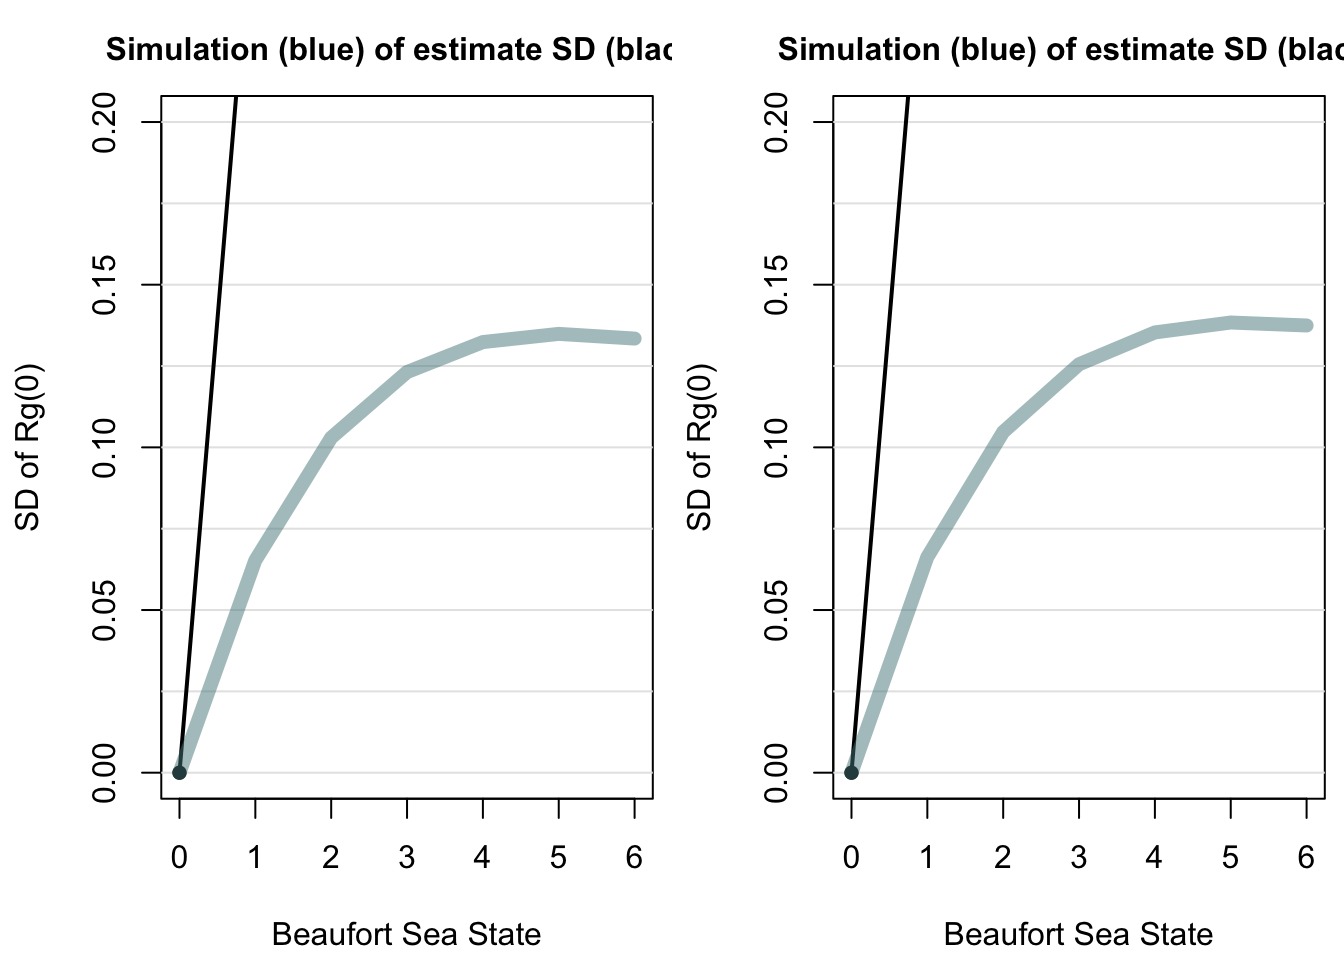 Simulation (blue) of estimate SD (blac
SD of Rg(0)
0.20
0.15
0.10
0.05
0.00
0 1 2 3 4 5 6
Beaufort Sea State
Simulation (blue) of estimate SD (blac
SD of Rg(0)
0.20
0.15
0.10
0.05
0.00
0 1 2 3 4 5 6
Beaufort Sea State